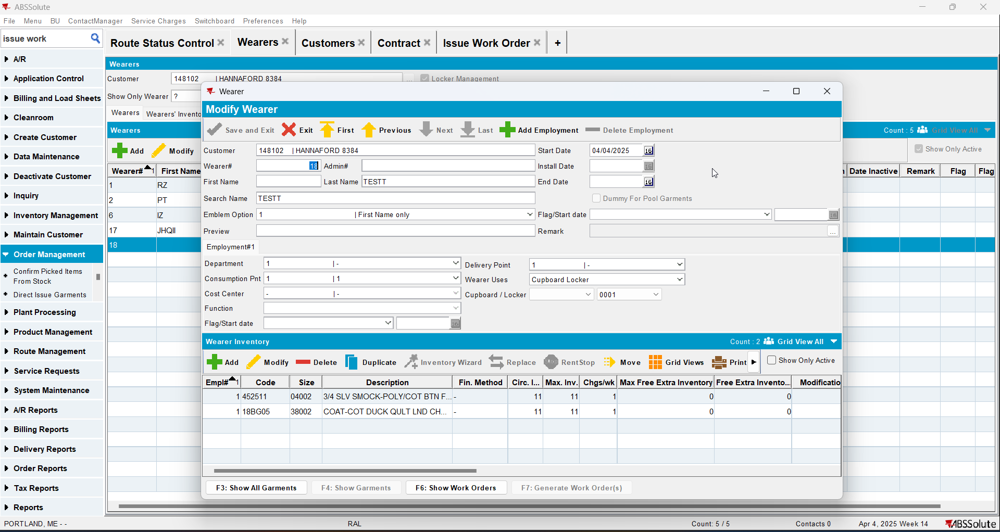 ABSSolute
File Menu BU ContactManager Service Charges Switchboard Preferences Help
issue work
Route Status Control Wearers Customers Contract Issue Work Order +
A/R
Application Control
Billing and Load Sheets
Cleanroom
Create Customer
Data Maintenance
Deactivate Customer
Inquiry
Inventory Management
Maintain Customer
Order Management
Confirm Picked Items
From Stock
Direct Issue Garments
Plant Processing
Product Management
Route Management
Service Requests
System Maintenance
A/R Reports
Billing Reports
Delivery Reports
Order Reports
Tax Reports
Reports
Wearers
Customer 148102 | HANNAFORD 8384 ... Locker Management
Show Only Wearer ?
Wearers Wearers' Invento
Wearers Count : 5 Grid View All
Add Modify Show Only Active
Wearer# 1 First Name Date Inactive Remark Flag Flag
1 RZ
2 PT
6 IZ
17 JHQII
18
Wearer
Modify Wearer
Save and Exit Exit First Previous Next Last Add Employment Delete Employment
Customer 148102 | HANNAFORD 8384 Start Date 04/04/2025 16
Wearer# 18 Admin# Install Date 16
First Name Last Name TESTT End Date 16
Search Name TESTT Dummy For Pool Garments
Emblem Option 1 | First Name only Flag/Start date 16
Preview Remark ...
Employment#1
Department 1 | - Delivery Point 1 | -
Consumption Pnt 1 | 1 Wearer Uses Cupboard Locker
Cost Center - | - Cupboard / Locker 0001
Function
Flag/Start date 16
Wearer Inventory Count : 2 Grid View All
Add Modify Delete Duplicate Inventory Wizard Replace RentStop Move Grid Views Print Show Only Active
Empl# 1 Code Size Description Fin. Method Circ. I... Max. Inv. Chgs/wk Max Free Extra Inventory Free Extra Invento... Modificatio
1 452511 04002 3/4 SLV SMOCK-POLY/COT BTN F... - 11 11 1 0 0
1 18BG05 38002 COAT-COT DUCK QULT LND CH... - 11 11 1 0 0
F3: Show All Garments F4: Show Garments F6: Show Work Orders F7: Generate Work Order(s)
PORTLAND, ME - - RAL Count: 5 / 5 Contacts 0 Apr 4, 2025 Week 14 ABSSolute